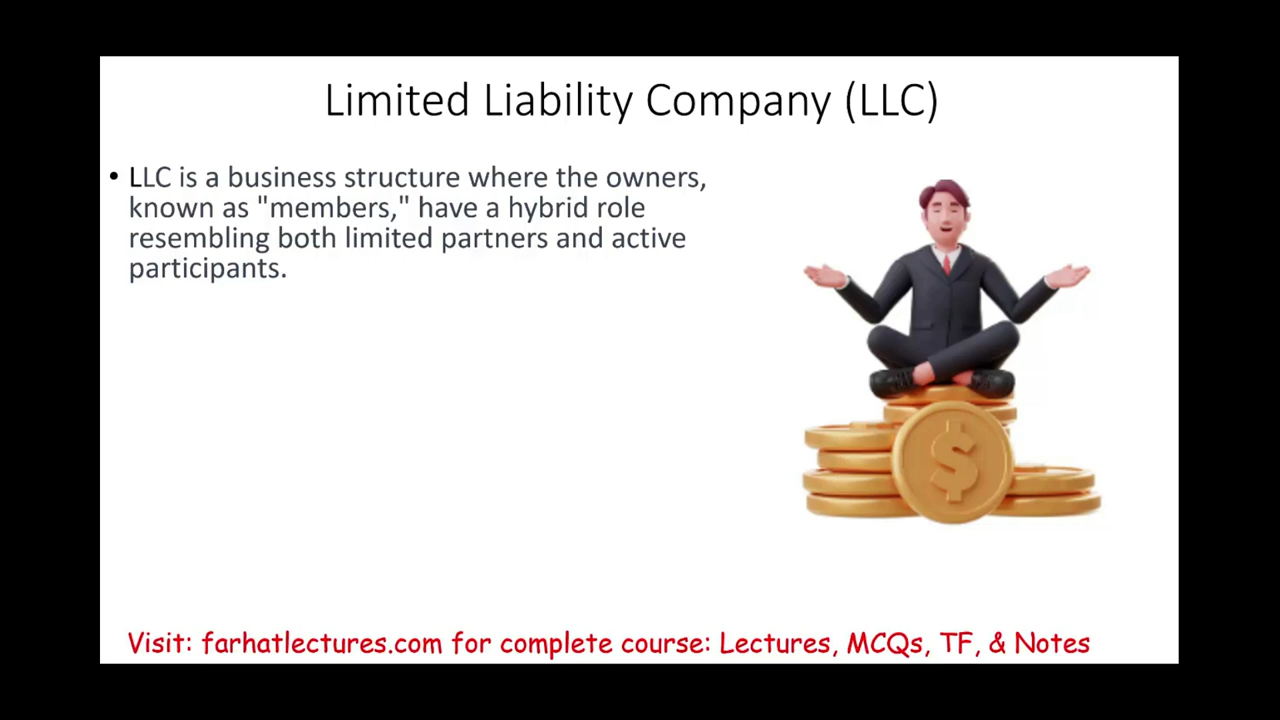 Limited Liability Company (LLC)
• LLC is a business structure where the owners,
known as "members," have a hybrid role
resembling both limited partners and active
participants.
$
Visit: farhatlectures.com for complete course: Lectures, MCQs, TF, & Notes